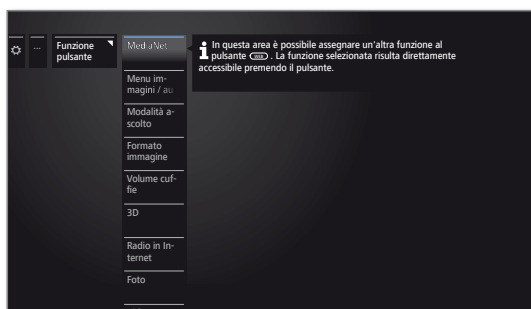 ...
Funzione
pulsante
MediaNet
Menu im-
magini / au
Modalità a-
scolto
Formato
immagine
Volume cuf-
fie
3D
Radio in In-
ternet
Foto
In questa area è possibile assegnare un'altra funzione al
pulsante WEB . La funzione selezionata risulta direttamente
accessibile premendo il pulsante.